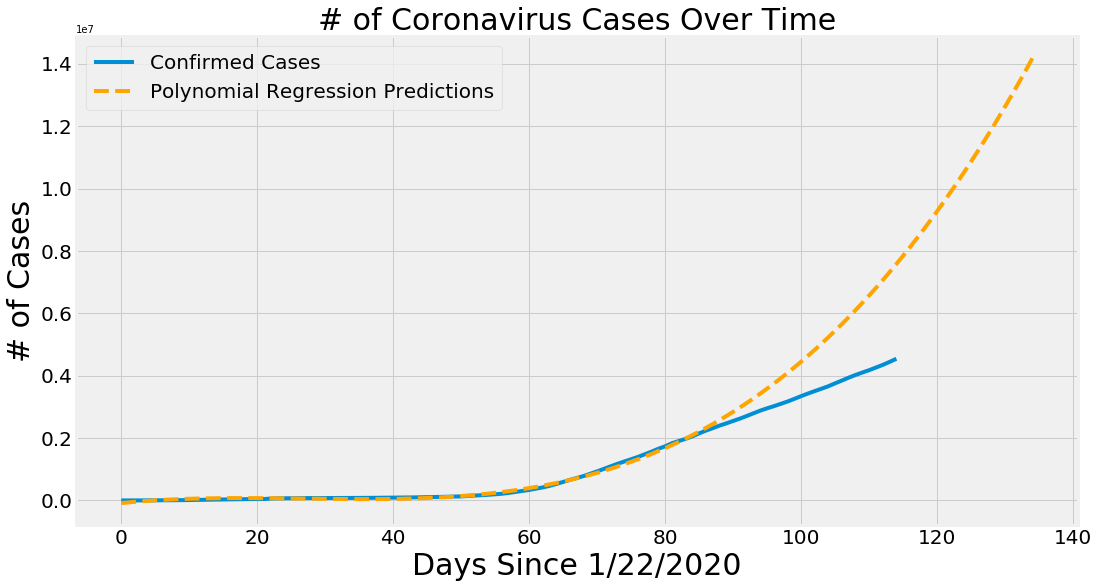 # of Coronavirus Cases Over Time
1e7
Confirmed Cases
Polynomial Regression Predictions
1.4
1.2
1.0
0.8
0.6
0.4
0.2
0.0
# of Cases
0 20 40 60 80 100 120 140
Days Since 1/22/2020